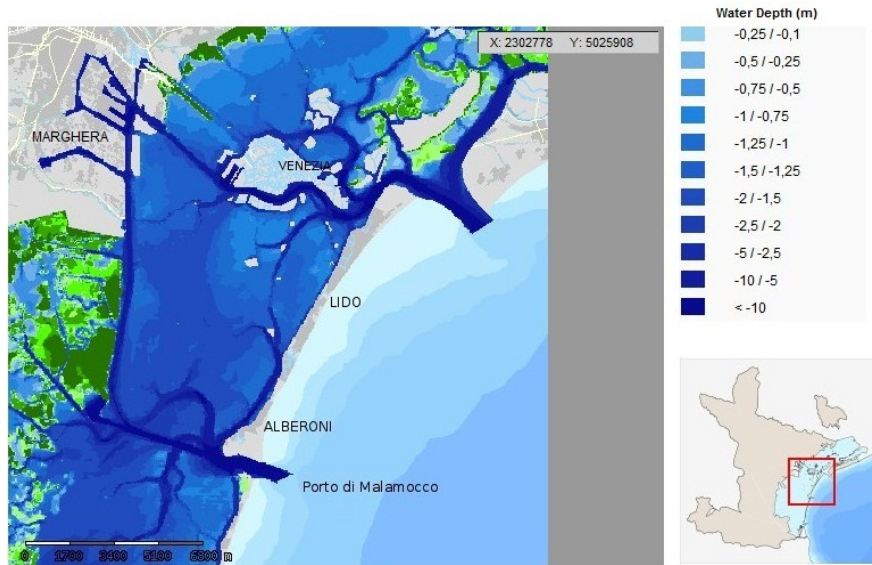 X: 2302778 Y: 5025908
MARGHERA
VENEZIA
LIDO
ALBERONI
Porto di Malamocco
0 1700 3400 5100 6800 m
Water Depth (m)
-0,25 / -0,1
-0,5 / -0,25
-0,75 / -0,5
-1 / -0,75
-1,25 / -1
-1,5 / -1,25
-2 / -1,5
-2,5 / -2
-5 / -2,5
-10 / -5
< -10